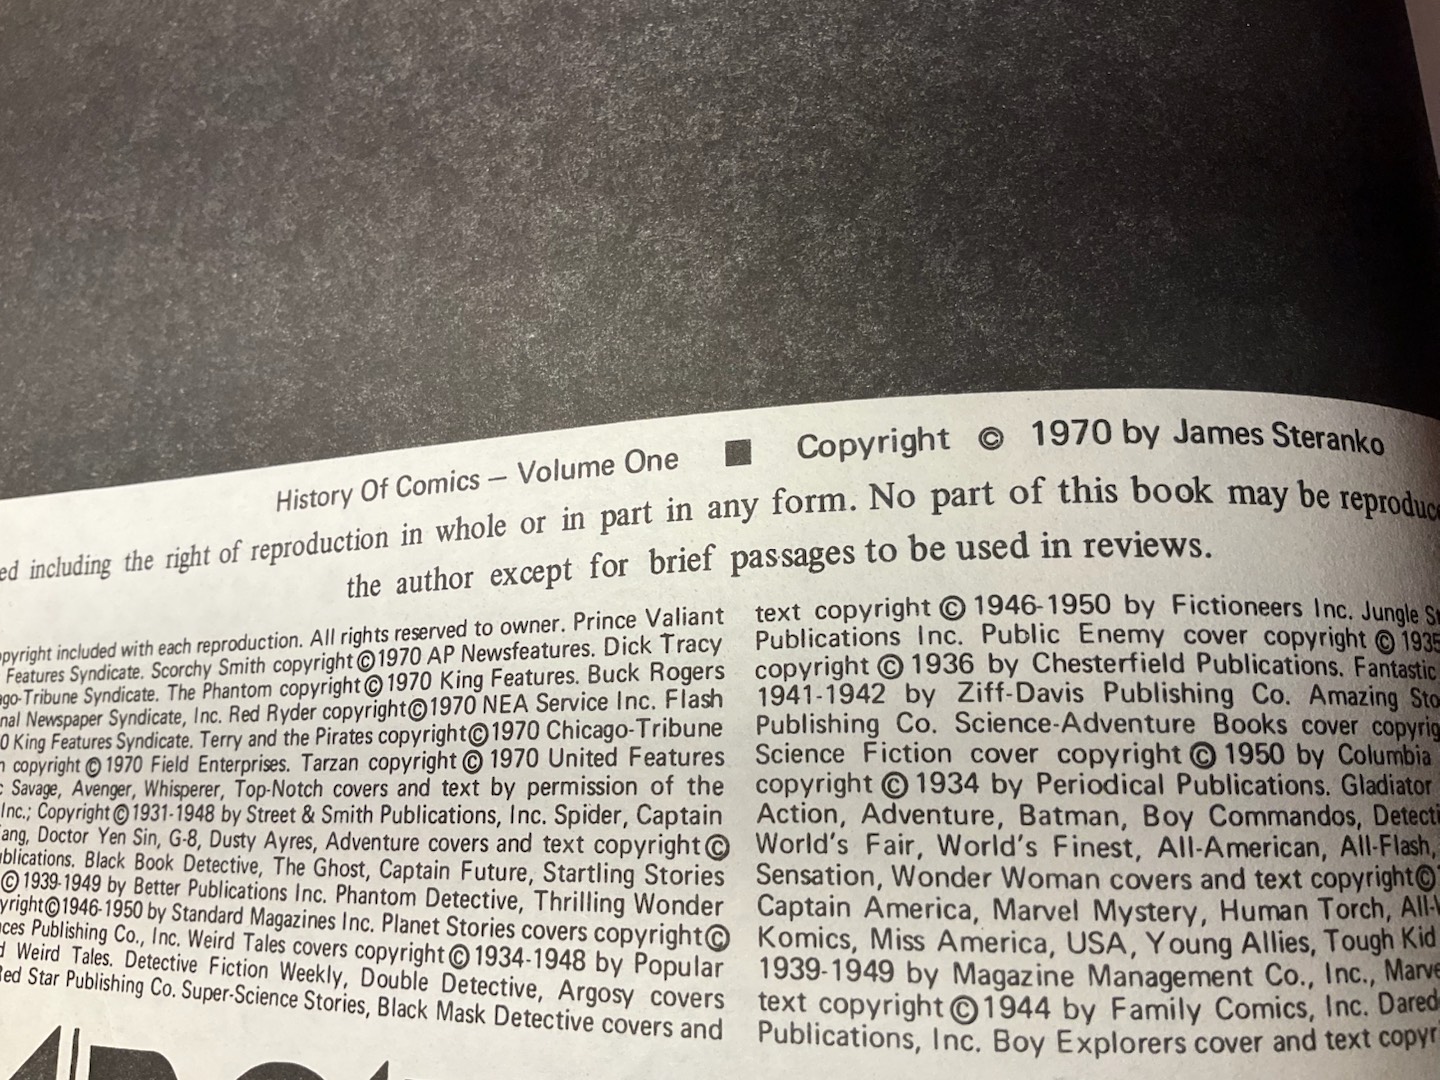 History Of Comics – Volume One ■ Copyright © 1970 by James Steranko
including the right of reproduction in whole or in part in any form. No part of this book may be
the author except for brief passages to be used in reviews.
included with each reproduction. All rights reserved to owner. Prince Valiant
Features Syndicate. Scorchy Smith copyright © 1970 AP Newsfeatures. Dick Tracy
Syndicate. The Phantom copyright © 1970 King Features. Buck Rogers
Newspaper Syndicate, Inc. Red Ryder copyright © 1970 NEA Service Inc. Flash
King Features Syndicate. Terry and the Pirates copyright © 1970 Chicago-Tribune
copyright © 1970 Field Enterprises. Tarzan copyright © 1970 United Features
Savage, Avenger, Whisperer, Top-Notch covers and text by permission of the
Inc.; Copyright © 1931-1948 by Street & Smith Publications, Inc. Spider, Captain
Doctor Yen Sin, G-8, Dusty Ayres, Adventure covers and text copyright ©
Black Book Detective, The Ghost, Captain Future, Startling Stories
© 1939-1949 by Better Publications Inc. Phantom Detective, Thrilling Wonder
© 1946-1950 by Standard Magazines Inc. Planet Stories covers copyright ©
Publishing Co., Inc. Weird Tales covers copyright © 1934-1948 by Popular
Weird Tales. Detective Fiction Weekly, Double Detective, Argosy covers
Star Publishing Co. Super-Science Stories, Black Mask Detective covers and
text copyright © 1946-1950 by Fictioneers Inc. Jungle
Publications Inc. Public Enemy cover copyright © 1935
copyright © 1936 by Chesterfield Publications. Fantastic
1941-1942 by Ziff-Davis Publishing Co. Amazing
Publishing Co. Science-Adventure Books cover
Science Fiction cover copyright © 1950 by Columbia
copyright © 1934 by Periodical Publications. Gladiator
Action, Adventure, Batman, Boy Commandos,
World's Fair, World's Finest, All-American, All-Flash,
Sensation, Wonder Woman covers and text copyright ©
Captain America, Marvel Mystery, Human Torch,
Komics, Miss America, USA, Young Allies, Tough Kid
1939-1949 by Magazine Management Co., Inc.,
text copyright © 1944 by Family Comics, Inc.
Publications, Inc. Boy Explorers cover and text